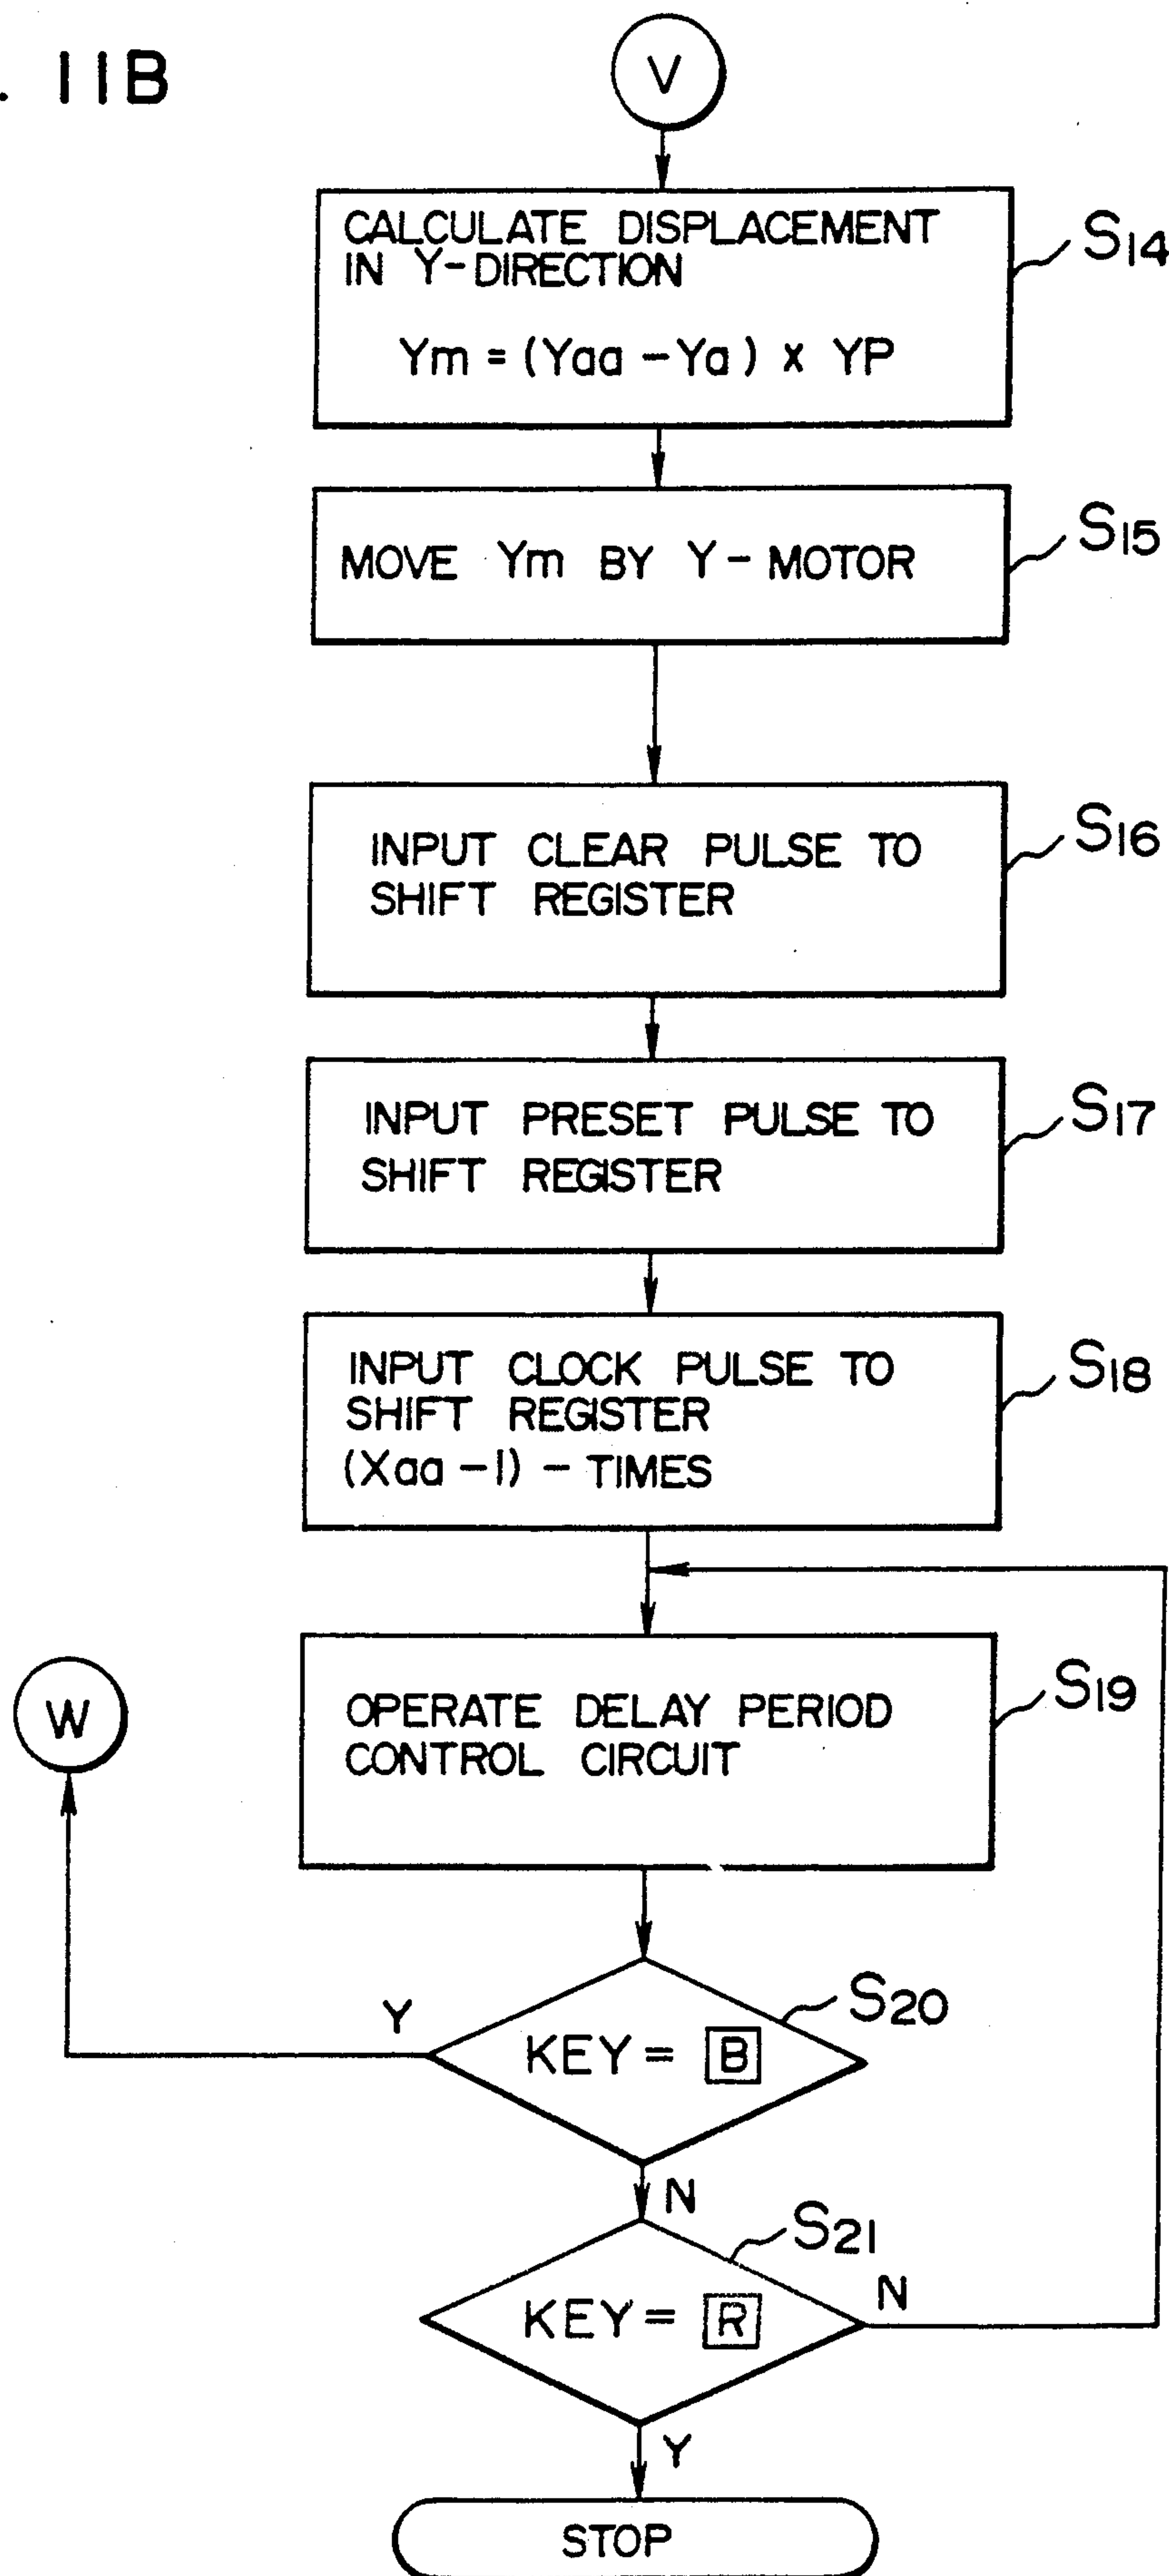 . 11B
V
CALCULATE DISPLACEMENT
IN Y-DIRECTION
Ym = (Yaa - Ya) x YP
S14
MOVE Ym BY Y-MOTOR
S15
INPUT CLEAR PULSE TO
SHIFT REGISTER
S16
INPUT PRESET PULSE TO
SHIFT REGISTER
S17
INPUT CLOCK PULSE TO
SHIFT REGISTER
(Xaa -1) - TIMES
S18
W
OPERATE DELAY PERIOD
CONTROL CIRCUIT
S19
Y
KEY = B
S20
N
KEY = R
S21
N
Y
STOP